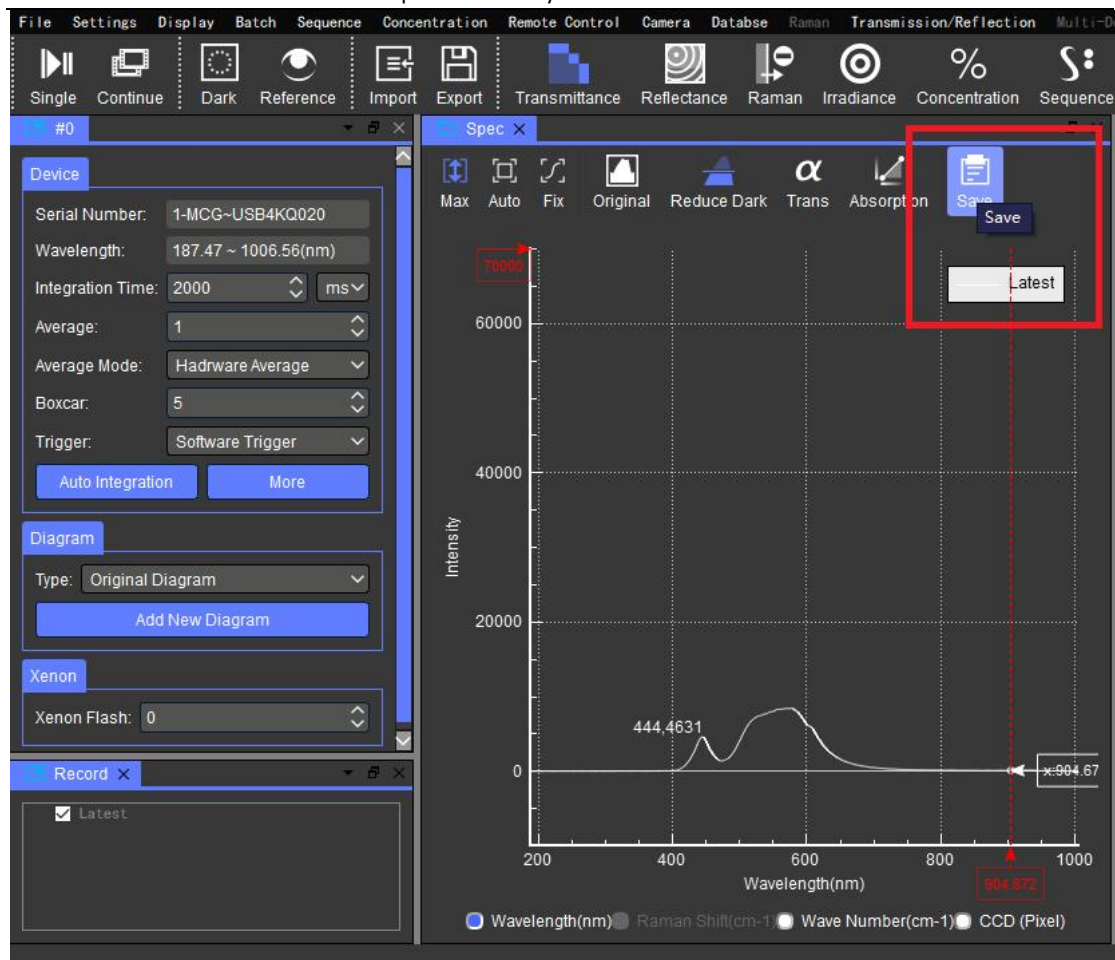 File Settings Display Batch Sequence Concentration Remote Control Camera Databse Raman Transmission/Reflection
Single Continue Dark Reference Import Export Transmittance Reflectance Raman Irradiance Concentration Sequence
#0
Device
Serial Number: 1-MCG~USB4KQ020
Wavelength: 187.47 ~ 1006.56(nm)
Integration Time: 2000 ms
Average: 1
Average Mode: Hadrware Average
Boxcar: 5
Trigger: Software Trigger
Auto Integration More
Diagram
Type: Original Diagram
Add New Diagram
Xenon
Xenon Flash: 0
Record
Latest
Spec
Max Auto Fix Original Reduce Dark Trans Absorption Save
Save
Latest
70000
60000
40000
Intensity
20000
444,4631
0
x:904.67
200 400 600 800 1000
Wavelength(nm)
904.672
Wavelength(nm) Raman Shift(cm-1) Wave Number(cm-1) CCD (Pixel)